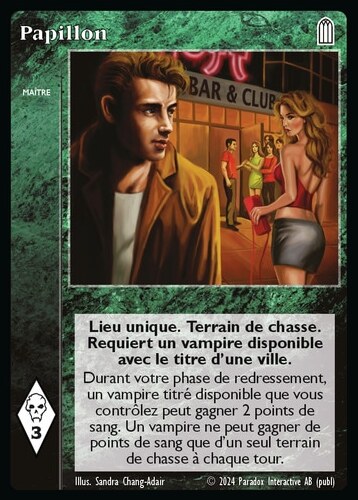 Papillon
MAÎTRE
BAR & CLUB
Lieu unique. Terrain de chasse.
Requiert un vampire disponible
avec le titre d'une ville.
Durant votre phase de redressement,
un vampire titré disponible que vous
contrôlez peut gagner 2 points de
sang. Un vampire ne peut gagner de
points de sang que d'un seul terrain
de chasse à chaque tour.
3
Illus. Sandra Chang-Adair
© 2024 Paradox Interactive AB (publ)